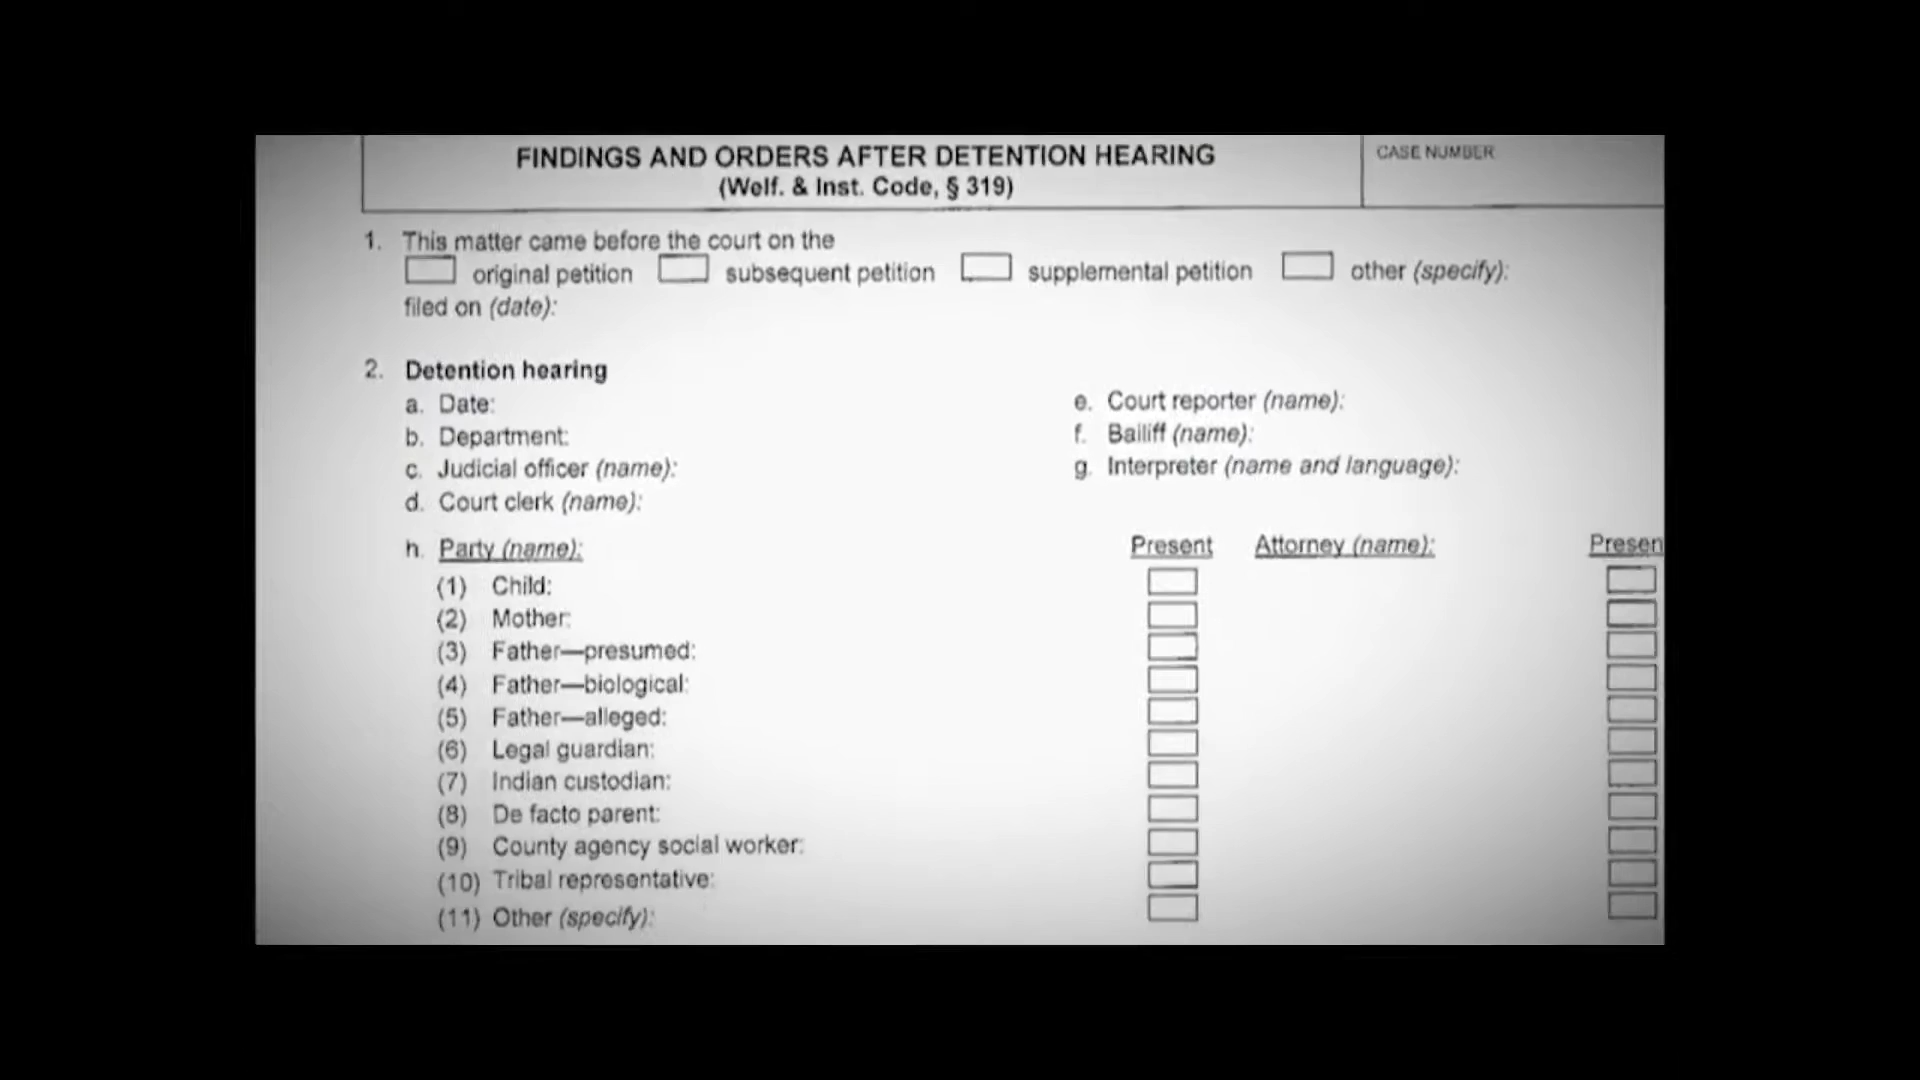 FINDINGS AND ORDERS AFTER DETENTION HEARING
(Welf. & Inst. Code, § 319)
CASE NUMBER
1. This matter came before the court on the
original petition subsequent petition supplemental petition other (specify):
filed on (date):
2. Detention hearing
a. Date:
b. Department:
c. Judicial officer (name):
d. Court clerk (name):
e. Court reporter (name):
f. Bailiff (name):
g. Interpreter (name and language):
h. Party (name): Present Attorney (name): Presen
(1) Child:
(2) Mother:
(3) Father—presumed:
(4) Father—biological:
(5) Father—alleged:
(6) Legal guardian:
(7) Indian custodian:
(8) De facto parent:
(9) County agency social worker:
(10) Tribal representative:
(11) Other (specify):